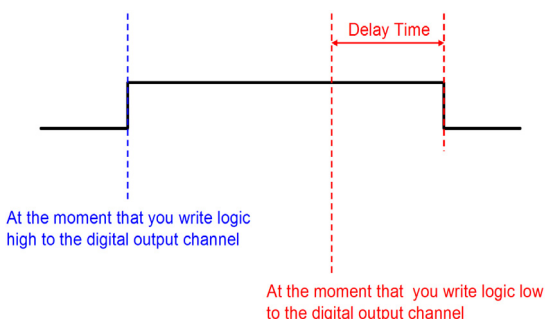 Delay Time
At the moment that you write logic
high to the digital output channel
At the moment that you write logic low
to the digital output channel